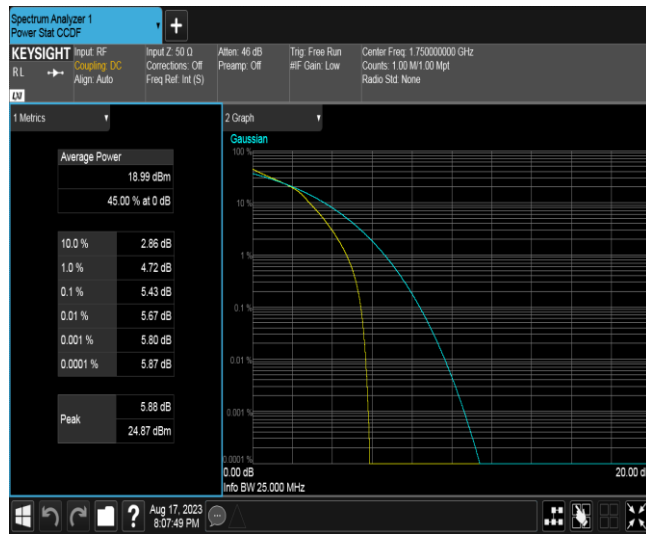 Spectrum Analyzer 1
Power Stat CCDF
+
KEYSIGHT
RL
LXI
Input: RF
Coupling: DC
Align: Auto
Input Z: 50 Ω
Corrections: Off
Freq Ref: Int (S)
Atten: 46 dB
Preamp: Off
Trig: Free Run
#IF Gain: Low
Center Freq: 1.750000000 GHz
Counts: 1.00 M/1.00 Mpt
Radio Std: None
1 Metrics
Average Power
18.99 dBm
45.00 % at 0 dB
10.0 % 2.86 dB
1.0 % 4.72 dB
0.1 % 5.43 dB
0.01 % 5.67 dB
0.001 % 5.80 dB
0.0001 % 5.87 dB
Peak
5.88 dB
24.87 dBm
2 Graph
Gaussian
100 %
10 %
1 %
0.1 %
0.01 %
0.001 %
0.0001 %
0.00 dB
20.00 d
Info BW 25.000 MHz
?
Aug 17, 2023
8:07:49 PM